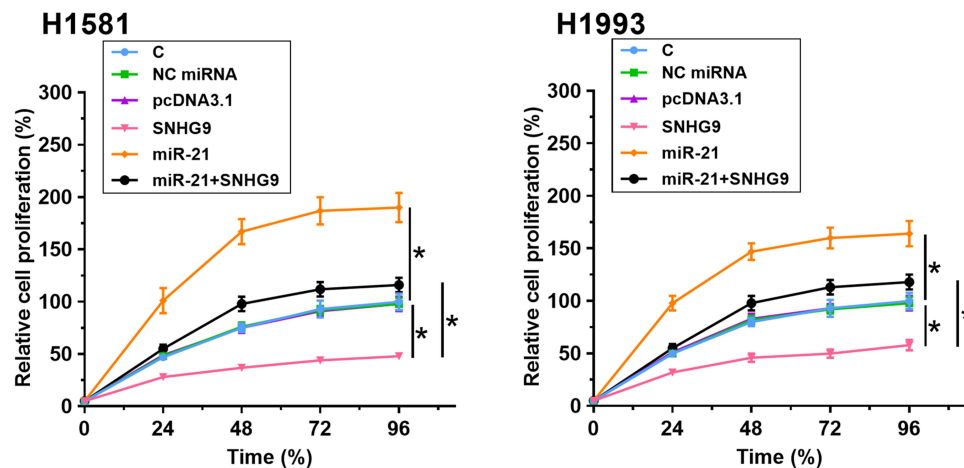 H1581
C
NC miRNA
pcDNA3.1
SNHG9
miR-21
miR-21+SNHG9
Relative cell proliferation (%)
300
250
200
150
100
50
0
0 24 48 72 96
Time (%)
*
*
*
H1993
C
NC miRNA
pcDNA3.1
SNHG9
miR-21
miR-21+SNHG9
Relative cell proliferation (%)
300
250
200
150
100
50
0
0 24 48 72 96
Time (%)
*
*
*